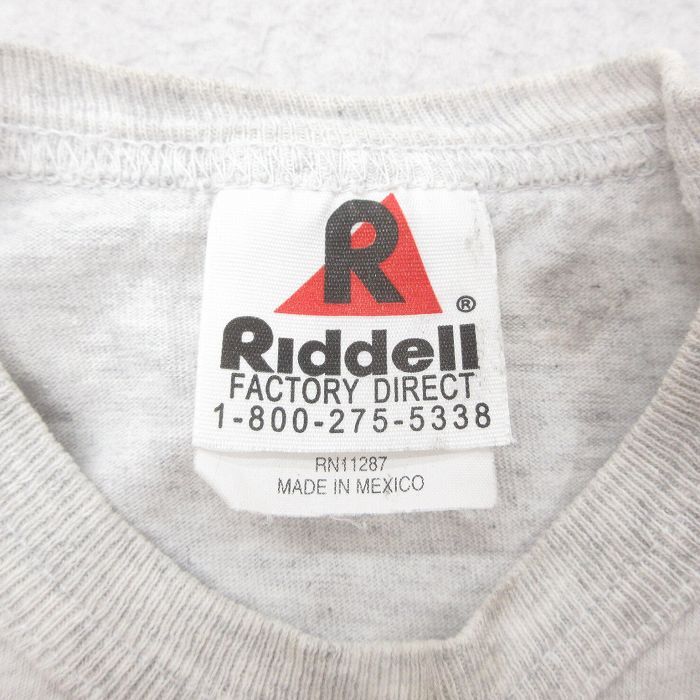 R
Riddell®
FACTORY DIRECT
1-800-275-5338
RN11287
MADE IN MEXICO